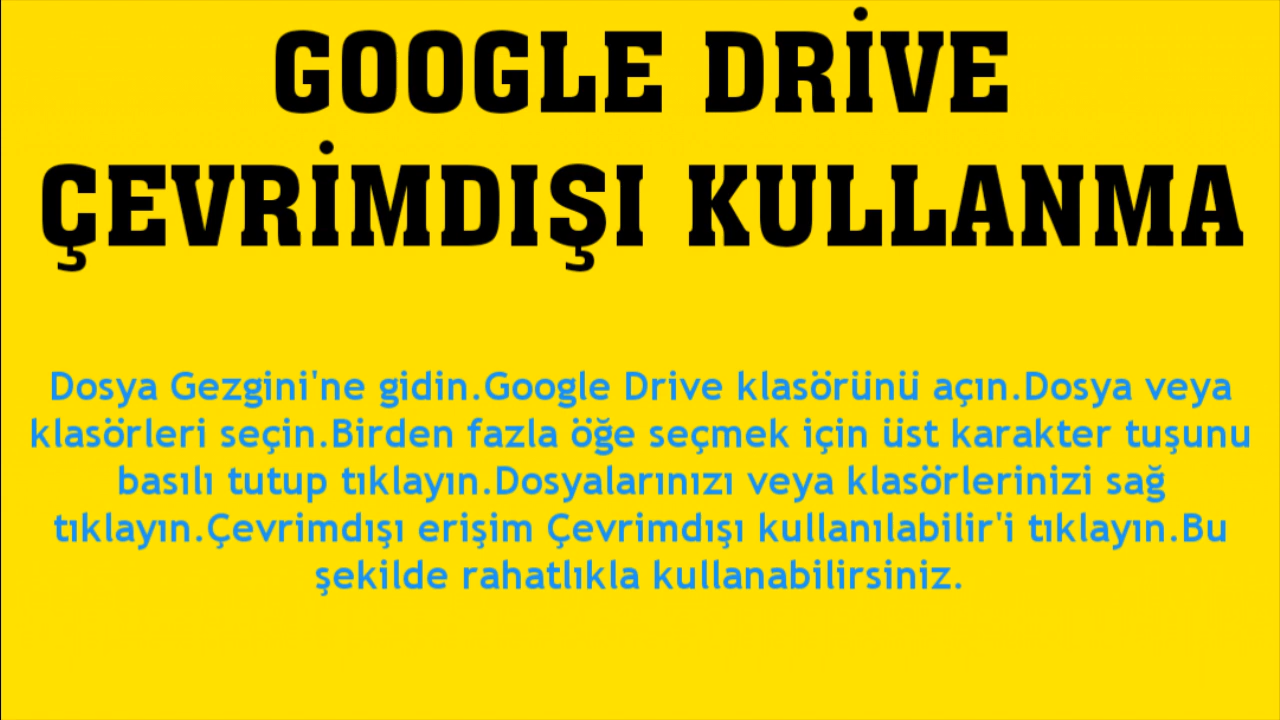 GOOGLE DRİVE
ÇEVRİMDIŞI KULLANMA
Dosya Gezgini'ne gidin.Google Drive klasörünü açın.Dosya veya
klasörleri seçin.Birden fazla öğe seçmek için üst karakter tuşunu
basılı tutup tıklayın.Dosyalarınızı veya klasörlerinizi sağ
tıklayın.Çevrimdışı erişim Çevrimdışı kullanılabilir'i tıklayın.Bu
şekilde rahatlıkla kullanabilirsiniz.